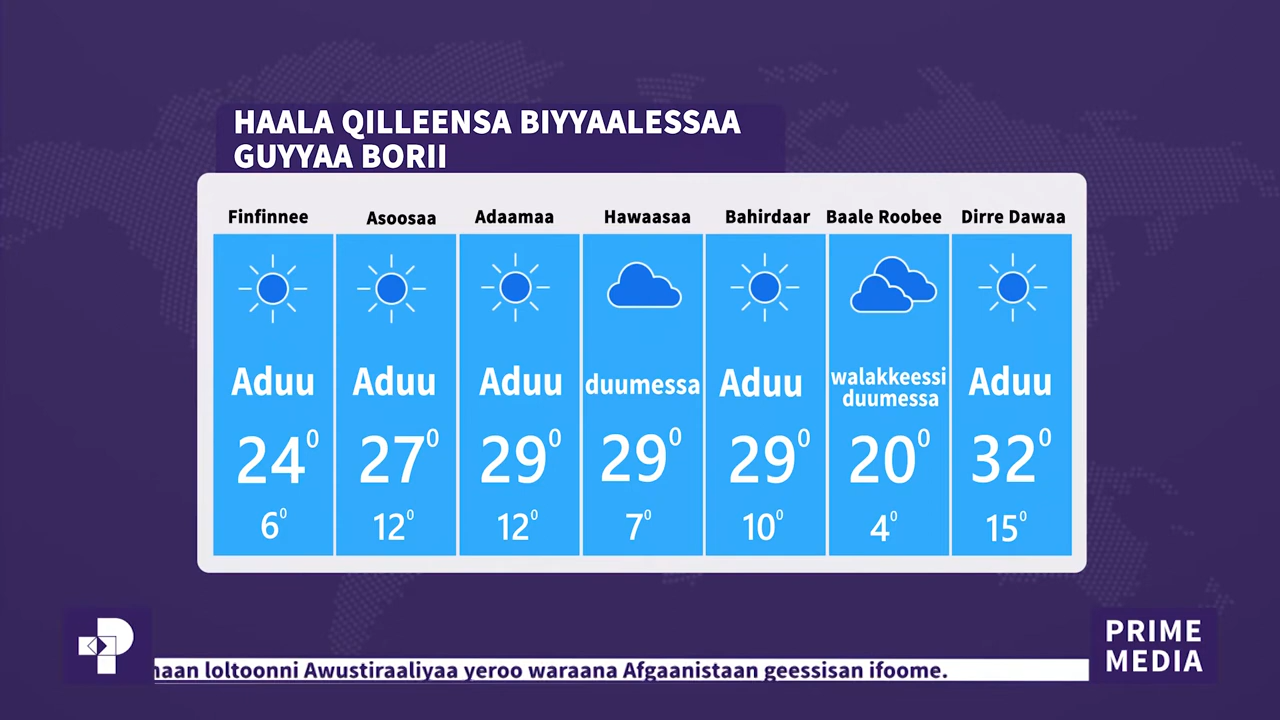 HAALA QILLEENSA BIYYAALESSAA
GUYYAA BORII
Finfinnee Asoosaa Adaamaa Hawaasaa Bahirdaar Baale Roobee Dirre Dawaa
Aduu Aduu Aduu duumessa Aduu walakkeessi duumessa Aduu
24⁰ 27⁰ 29⁰ 29⁰ 29⁰ 20⁰ 32⁰
6⁰ 12⁰ 12⁰ 7⁰ 10⁰ 4⁰ 15⁰
loltoonni Awustiraaliyaa yeroo waraana Afgaanistaan geessisan ifoome.
PRIME
MEDIA